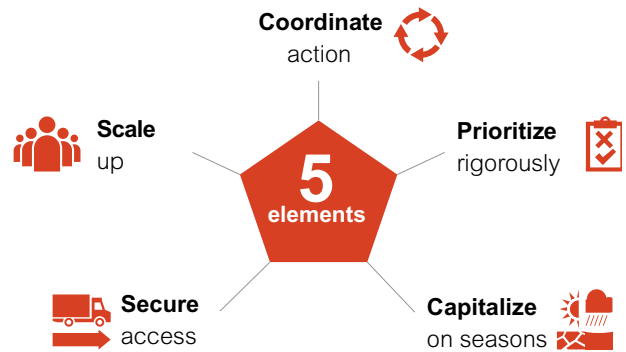 Coordinate
action
Scale
up
Prioritize
rigorously
5
elements
Secure
access
Capitalize
on seasons